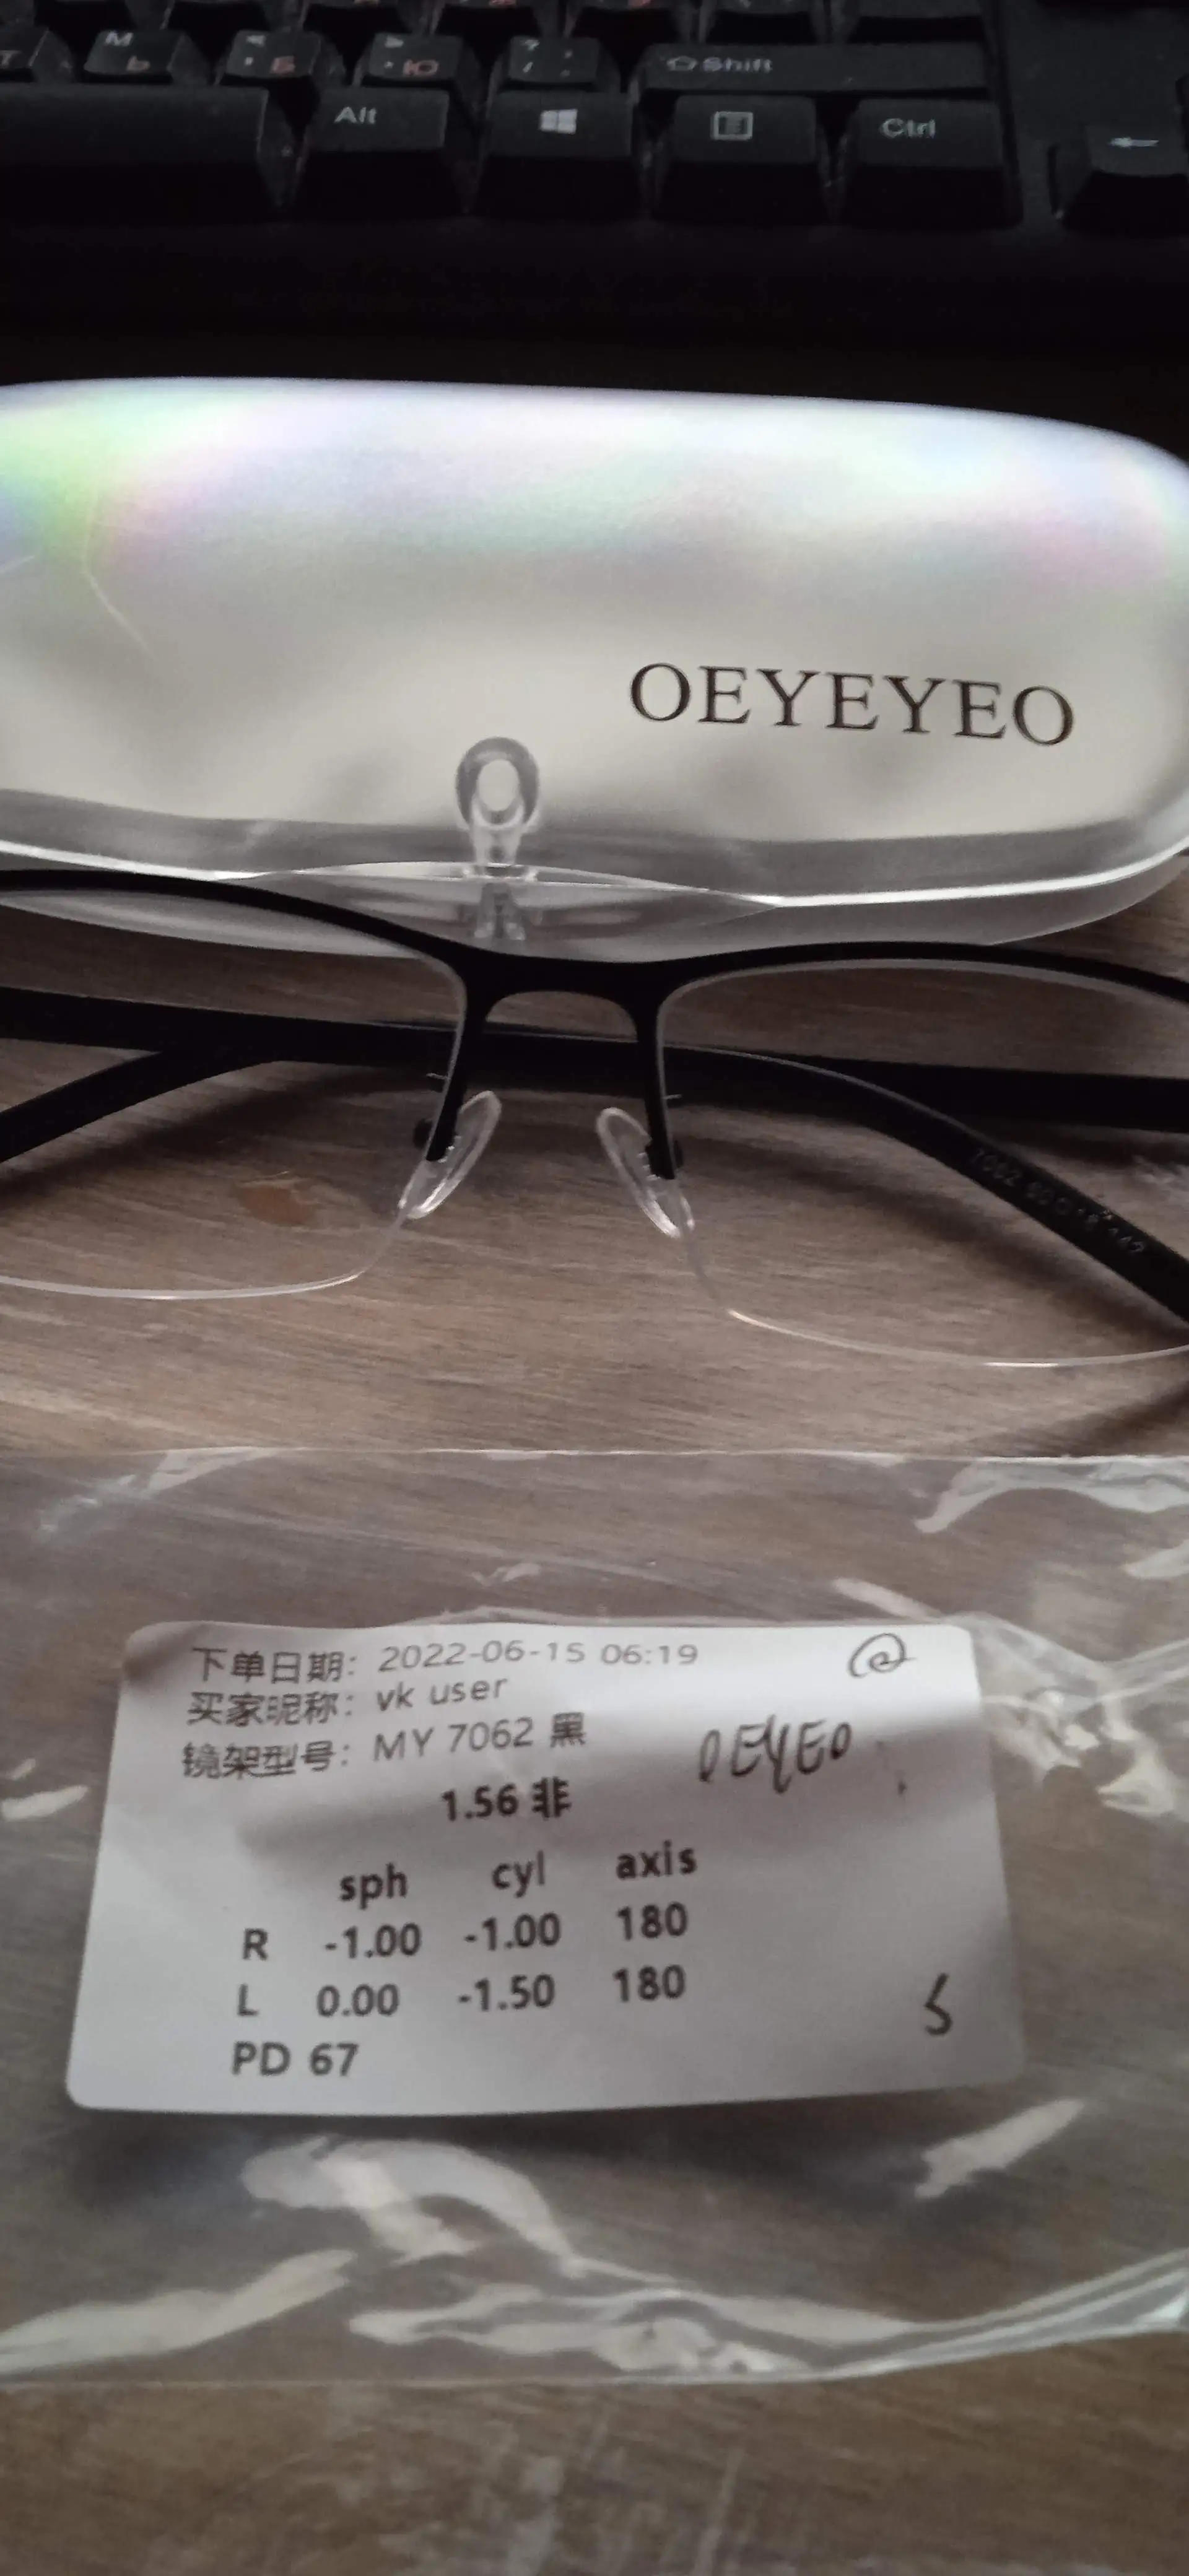 М Ь
Б
Ю
Shift
Alt
Ctrl
OEYEYEO
下单日期：2022-06-15 06:19
买家昵称：vk user
镜架型号：MY 7062 黑
OEYEO
1.56 非
sph cyl axis
R -1.00 -1.00 180
L 0.00 -1.50 180
PD 67